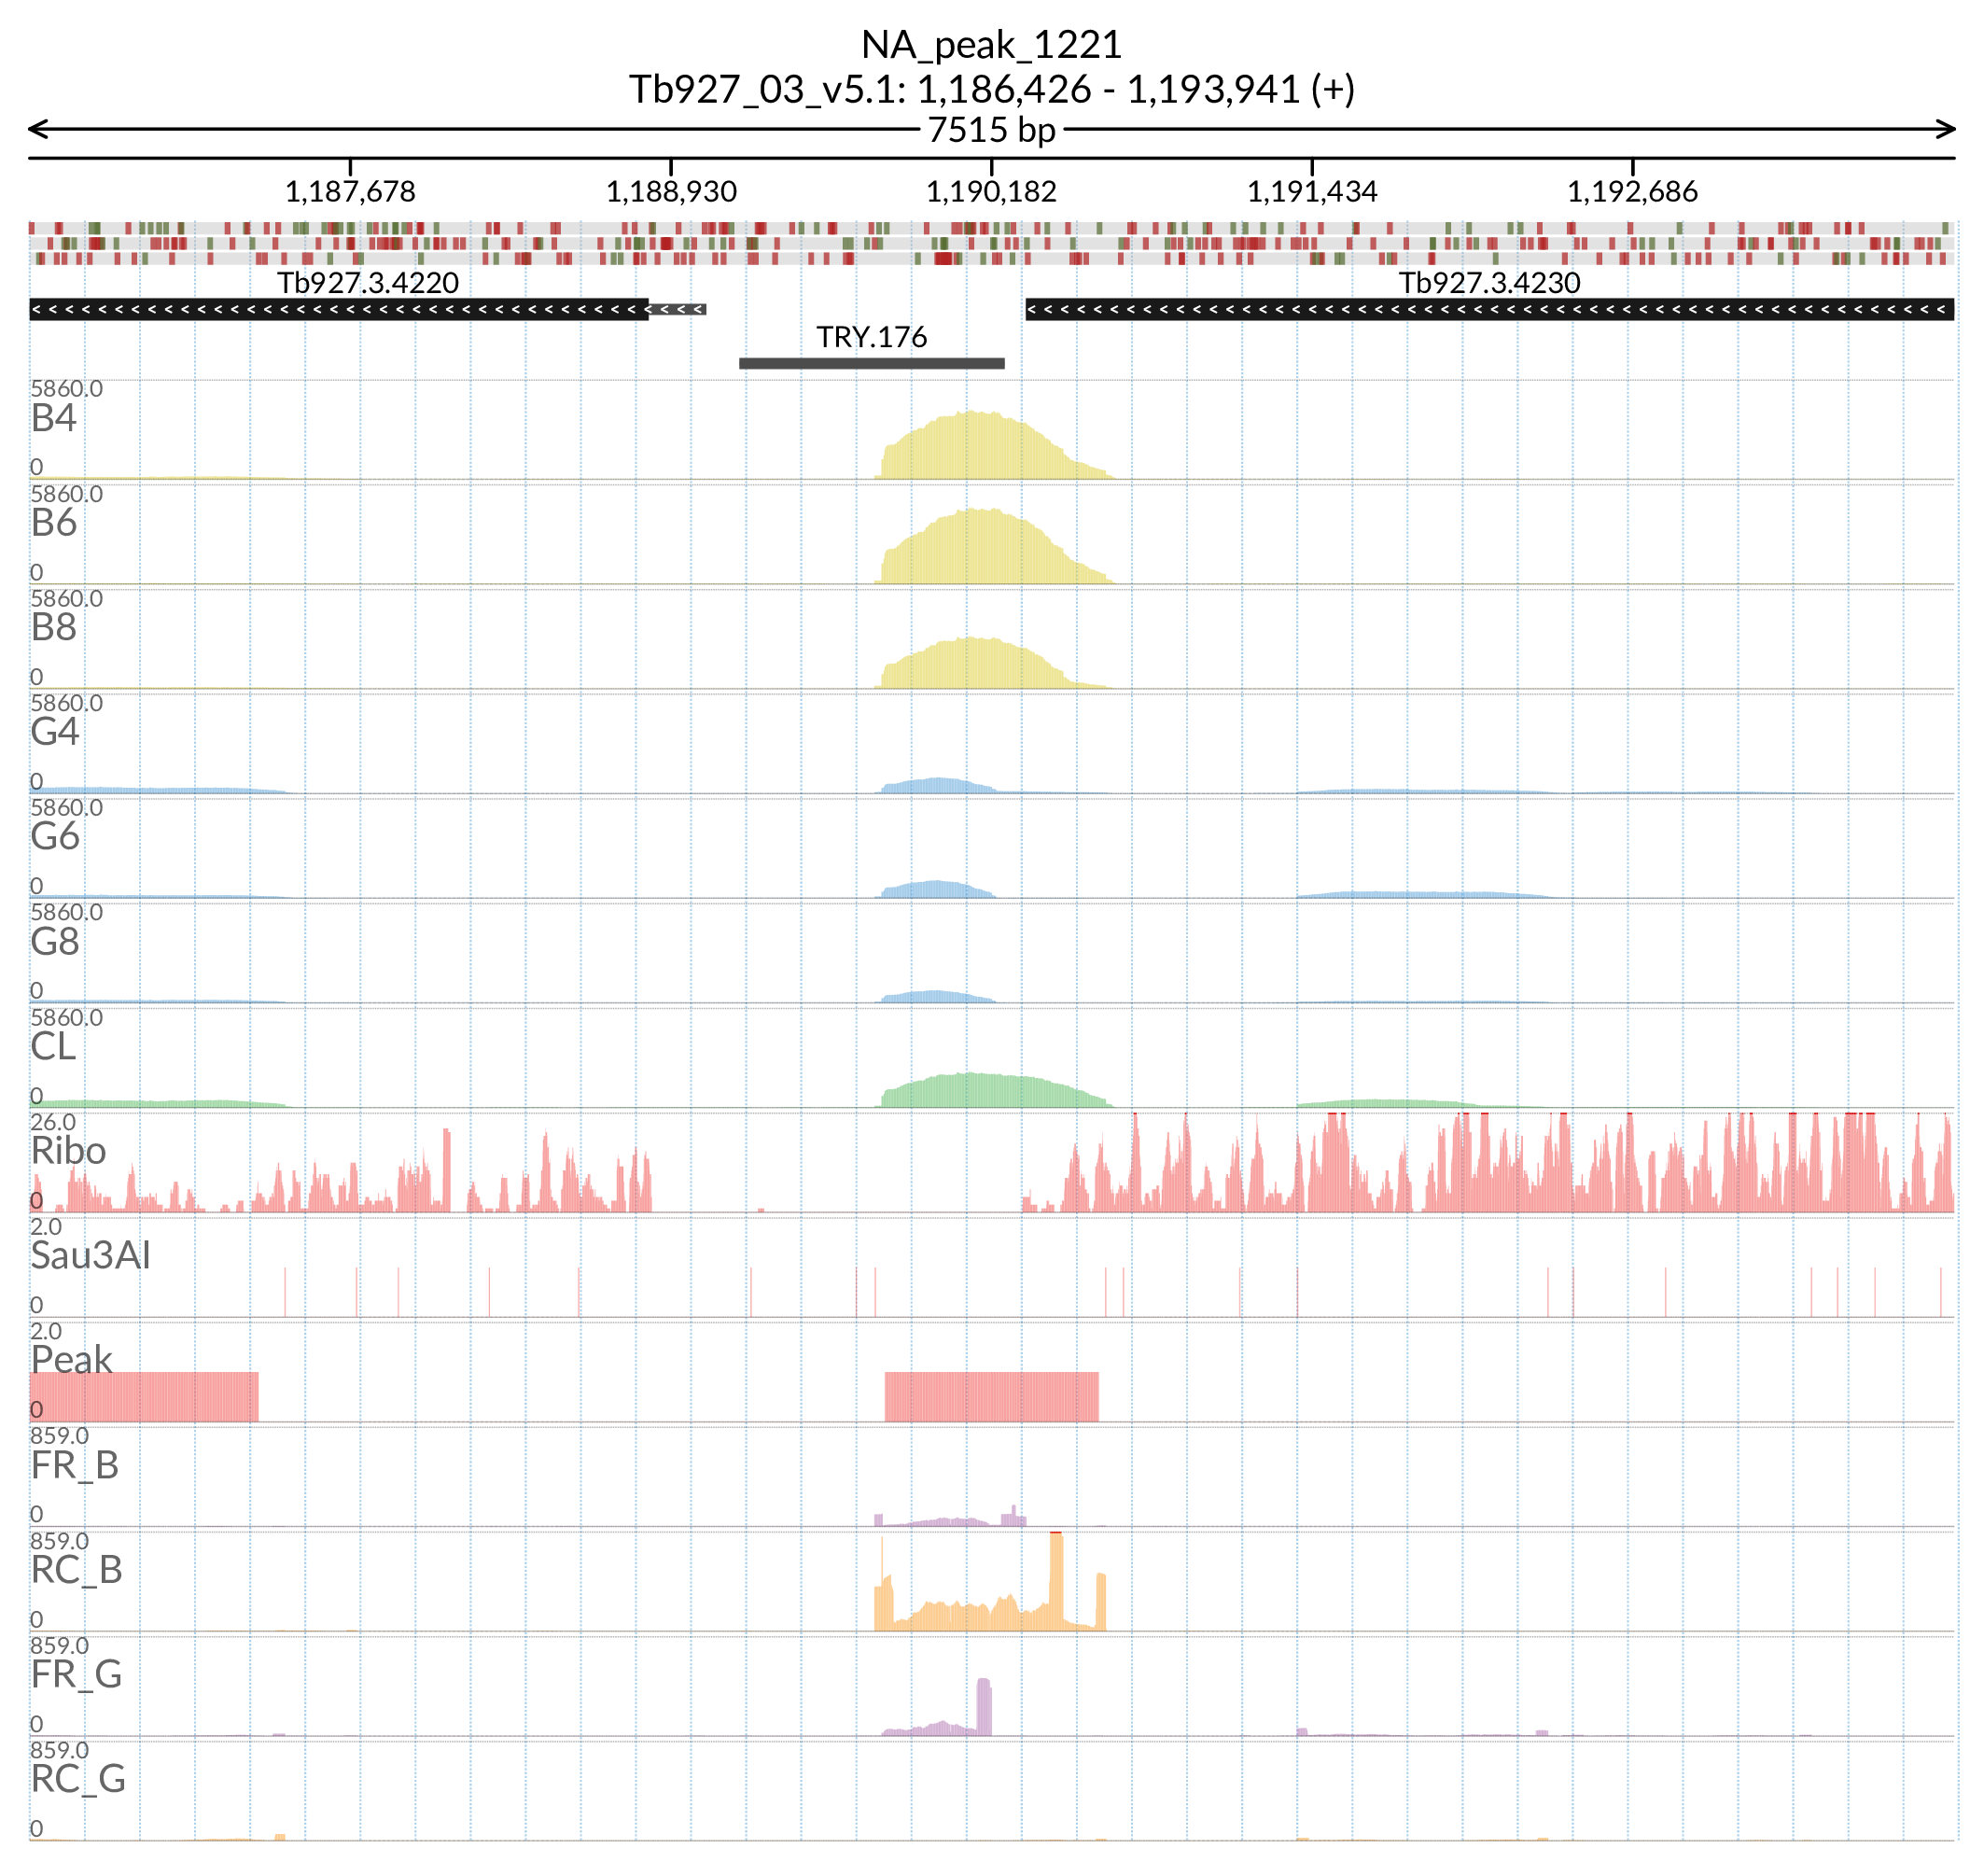 NA_peak_1221
Tb927_03_v5.1: 1,186,426 - 1,193,941 (+)
7515 bp
1,187,678 1,188,930 1,190,182 1,191,434 1,192,686
Tb927.3.4220 Tb927.3.4230
TRY.176
5860.0
B4
0
5860.0
B6
0
5860.0
B8
0
5860.0
G4
0
5860.0
G6
0
5860.0
G8
0
5860.0
CL
0
26.0
Ribo
0
2.0
Sau3AI
0
2.0
Peak
0
859.0
FR_B
0
859.0
RC_B
0
859.0
FR_G
0
859.0
RC_G
0